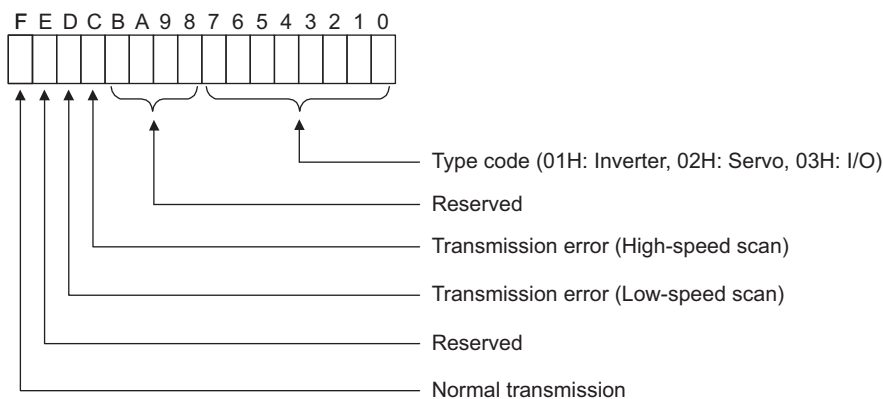 F E D C B A 9 8 7 6 5 4 3 2 1 0
Type code (01H: Inverter, 02H: Servo, 03H: I/O)
Reserved
Transmission error (High-speed scan)
Transmission error (Low-speed scan)
Reserved
Normal transmission